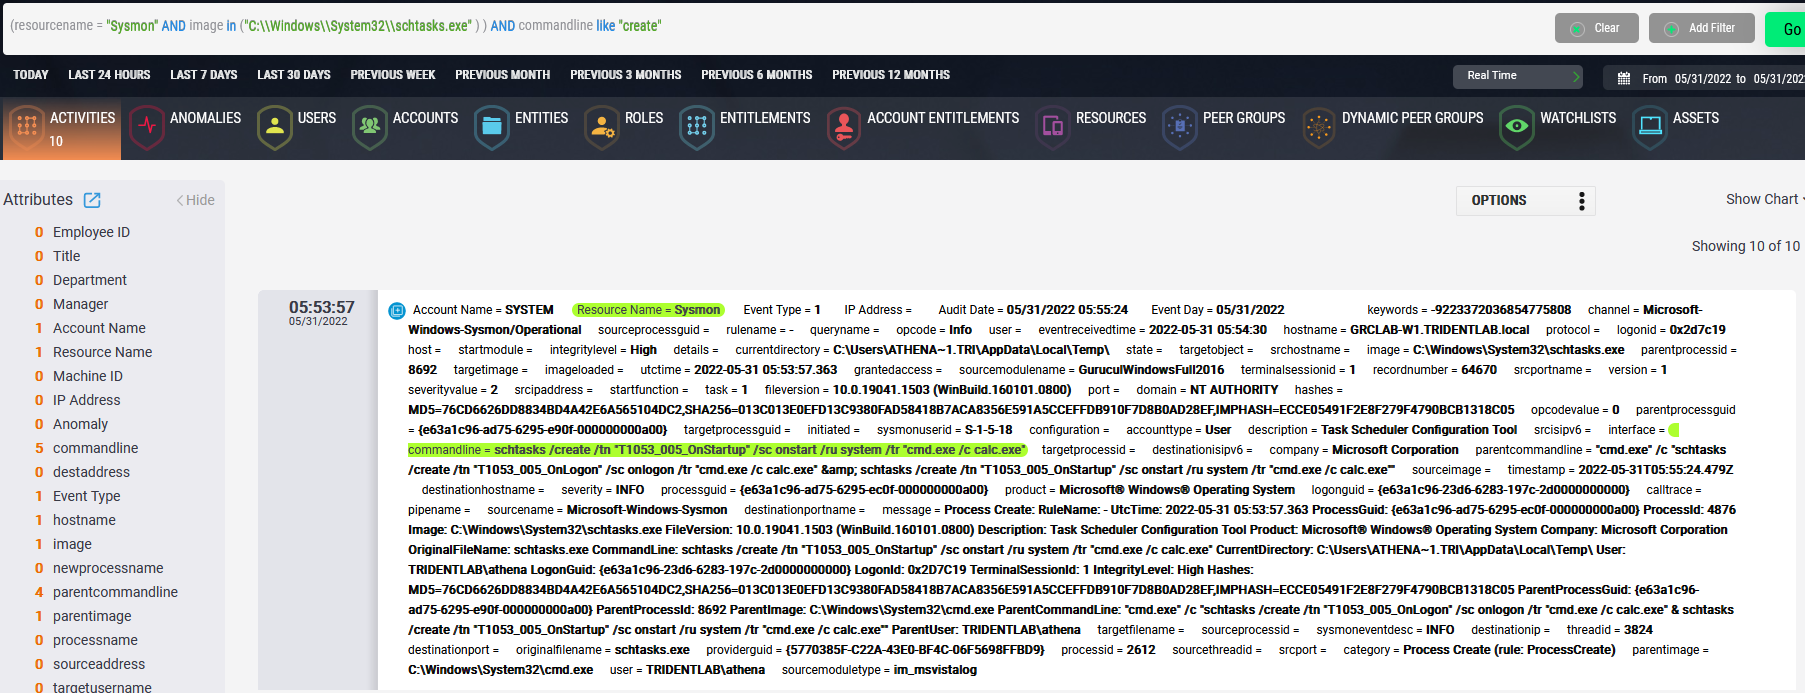 (resourcename = "Sysmon" AND image in ("C:\\Windows\\System32\\schtasks.exe" ) ) AND commandline like "create"
Clear
Add Filter
Go
TODAY LAST 24 HOURS LAST 7 DAYS LAST 30 DAYS PREVIOUS WEEK PREVIOUS MONTH PREVIOUS 3 MONTHS PREVIOUS 6 MONTHS PREVIOUS 12 MONTHS
Real Time
From 05/31/2022 to 05/31/202
ACTIVITIES
10
ANOMALIES
USERS
ACCOUNTS
ENTITIES
ROLES
ENTITLEMENTS
ACCOUNT ENTITLEMENTS
RESOURCES
PEER GROUPS
DYNAMIC PEER GROUPS
WATCHLISTS
ASSETS
Attributes
Hide
0 Employee ID
0 Title
0 Department
0 Manager
1 Account Name
1 Resource Name
0 Machine ID
0 IP Address
0 Anomaly
5 commandline
0 destaddress
1 Event Type
1 hostname
1 image
0 newprocessname
4 parentcommandline
1 parentimage
0 processname
0 sourceaddress
0 targetusername
OPTIONS
Show Chart
Showing 10 of 10
05:53:57
05/31/2022
Account Name = SYSTEM Resource Name = Sysmon Event Type = 1 IP Address = Audit Date = 05/31/2022 05:55:24 Event Day = 05/31/2022 keywords = -9223372036854775808 channel = Microsoft-
Windows-Sysmon/Operational sourceprocessguid = rulename = - queryname = opcode = Info user = eventreceivedtime = 2022-05-31 05:54:30 hostname = GRCLAB-W1.TRIDENTLAB.local protocol = logonid = 0x2d7c19
host = startmodule = integritylevel = High details = currentdirectory = C:\Users\ATHENA~1.TRI\AppData\Local\Temp\ state = targetobject = srchostname = image = C:\Windows\System32\schtasks.exe parentprocessid =
8692 targetimage = imageloaded = utctime = 2022-05-31 05:53:57.363 grantedaccess = sourcemodulename = GuruculWindowsFull2016 terminalsessionid = 1 recordnumber = 64670 srcportname = version = 1
severityvalue = 2 srcipaddress = startfunction = task = 1 fileversion = 10.0.19041.1503 (WinBuild.160101.0800) port = domain = NT AUTHORITY hashes =
MD5=76CD6626DD8834BD4A42E6A565104DC2,SHA256=013C013E0EFD13C9380FAD58418B7ACA8356E591A5CCEFFDB910F7D8B0AD28EF,IMPHASH=ECCE05491F2E8F279F4790BCB1318C05 opcodevalue = 0 parentprocessguid
= {e63a1c96-ad75-6295-e90f-000000000a00} targetprocessguid = initiated = sysmonuserid = S-1-5-18 configuration = accounttype = User description = Task Scheduler Configuration Tool srcisipv6 = interface =
commandline = schtasks /create /tn "T1053_005_OnStartup" /sc onstart /ru system /tr "cmd.exe /c calc.exe" targetprocessid = destinationisipv6 = company = Microsoft Corporation parentcommandline = "cmd.exe" /c "schtasks
/create /tn "T1053_005_OnLogon" /sc onlogon /tr "cmd.exe /c calc.exe" &amp; schtasks /create /tn "T1053_005_OnStartup" /sc onstart /ru system /tr "cmd.exe /c calc.exe"" sourceimage = timestamp = 2022-05-31T05:55:24.479Z
destinationhostname = severity = INFO processguid = {e63a1c96-ad75-6295-ec0f-000000000a00} product = Microsoft® Windows® Operating System logonguid = {e63a1c96-23d6-6283-197c-2d0000000000} calltrace =
pipename = sourcename = Microsoft-Windows-Sysmon destinationportname = message = Process Create: RuleName: - UtcTime: 2022-05-31 05:53:57.363 ProcessGuid: {e63a1c96-ad75-6295-ec0f-000000000a00} ProcessId: 4876
Image: C:\Windows\System32\schtasks.exe FileVersion: 10.0.19041.1503 (WinBuild.160101.0800) Description: Task Scheduler Configuration Tool Product: Microsoft® Windows® Operating System Company: Microsoft Corporation
OriginalFileName: schtasks.exe CommandLine: schtasks /create /tn "T1053_005_OnStartup" /sc onstart /ru system /tr "cmd.exe /c calc.exe" CurrentDirectory: C:\Users\ATHENA~1.TRI\AppData\Local\Temp\ User:
TRIDENTLAB\athena LogonGuid: {e63a1c96-23d6-6283-197c-2d0000000000} LogonId: 0x2D7C19 TerminalSessionId: 1 IntegrityLevel: High Hashes:
MD5=76CD6626DD8834BD4A42E6A565104DC2,SHA256=013C013E0EFD13C9380FAD58418B7ACA8356E591A5CCEFFDB910F7D8B0AD28EF,IMPHASH=ECCE05491F2E8F279F4790BCB1318C05 ParentProcessGuid: {e63a1c96-
ad75-6295-e90f-000000000a00} ParentProcessId: 8692 ParentImage: C:\Windows\System32\cmd.exe ParentCommandLine: "cmd.exe" /c "schtasks /create /tn "T1053_005_OnLogon" /sc onlogon /tr "cmd.exe /c calc.exe" & schtasks
/create /tn "T1053_005_OnStartup" /sc onstart /ru system /tr "cmd.exe /c calc.exe"" ParentUser: TRIDENTLAB\athena targetfilename = sourceprocessid = sysmoneventdesc = INFO destinationip = threadid = 3824
destinationport = originalfilename = schtasks.exe providerguid = {5770385F-C22A-43E0-BF4C-06F5698FFBD9} processid = 2612 sourcethreadid = srcport = category = Process Create (rule: ProcessCreate) parentimage =
C:\Windows\System32\cmd.exe user = TRIDENTLAB\athena sourcemoduletype = im_msvistalog